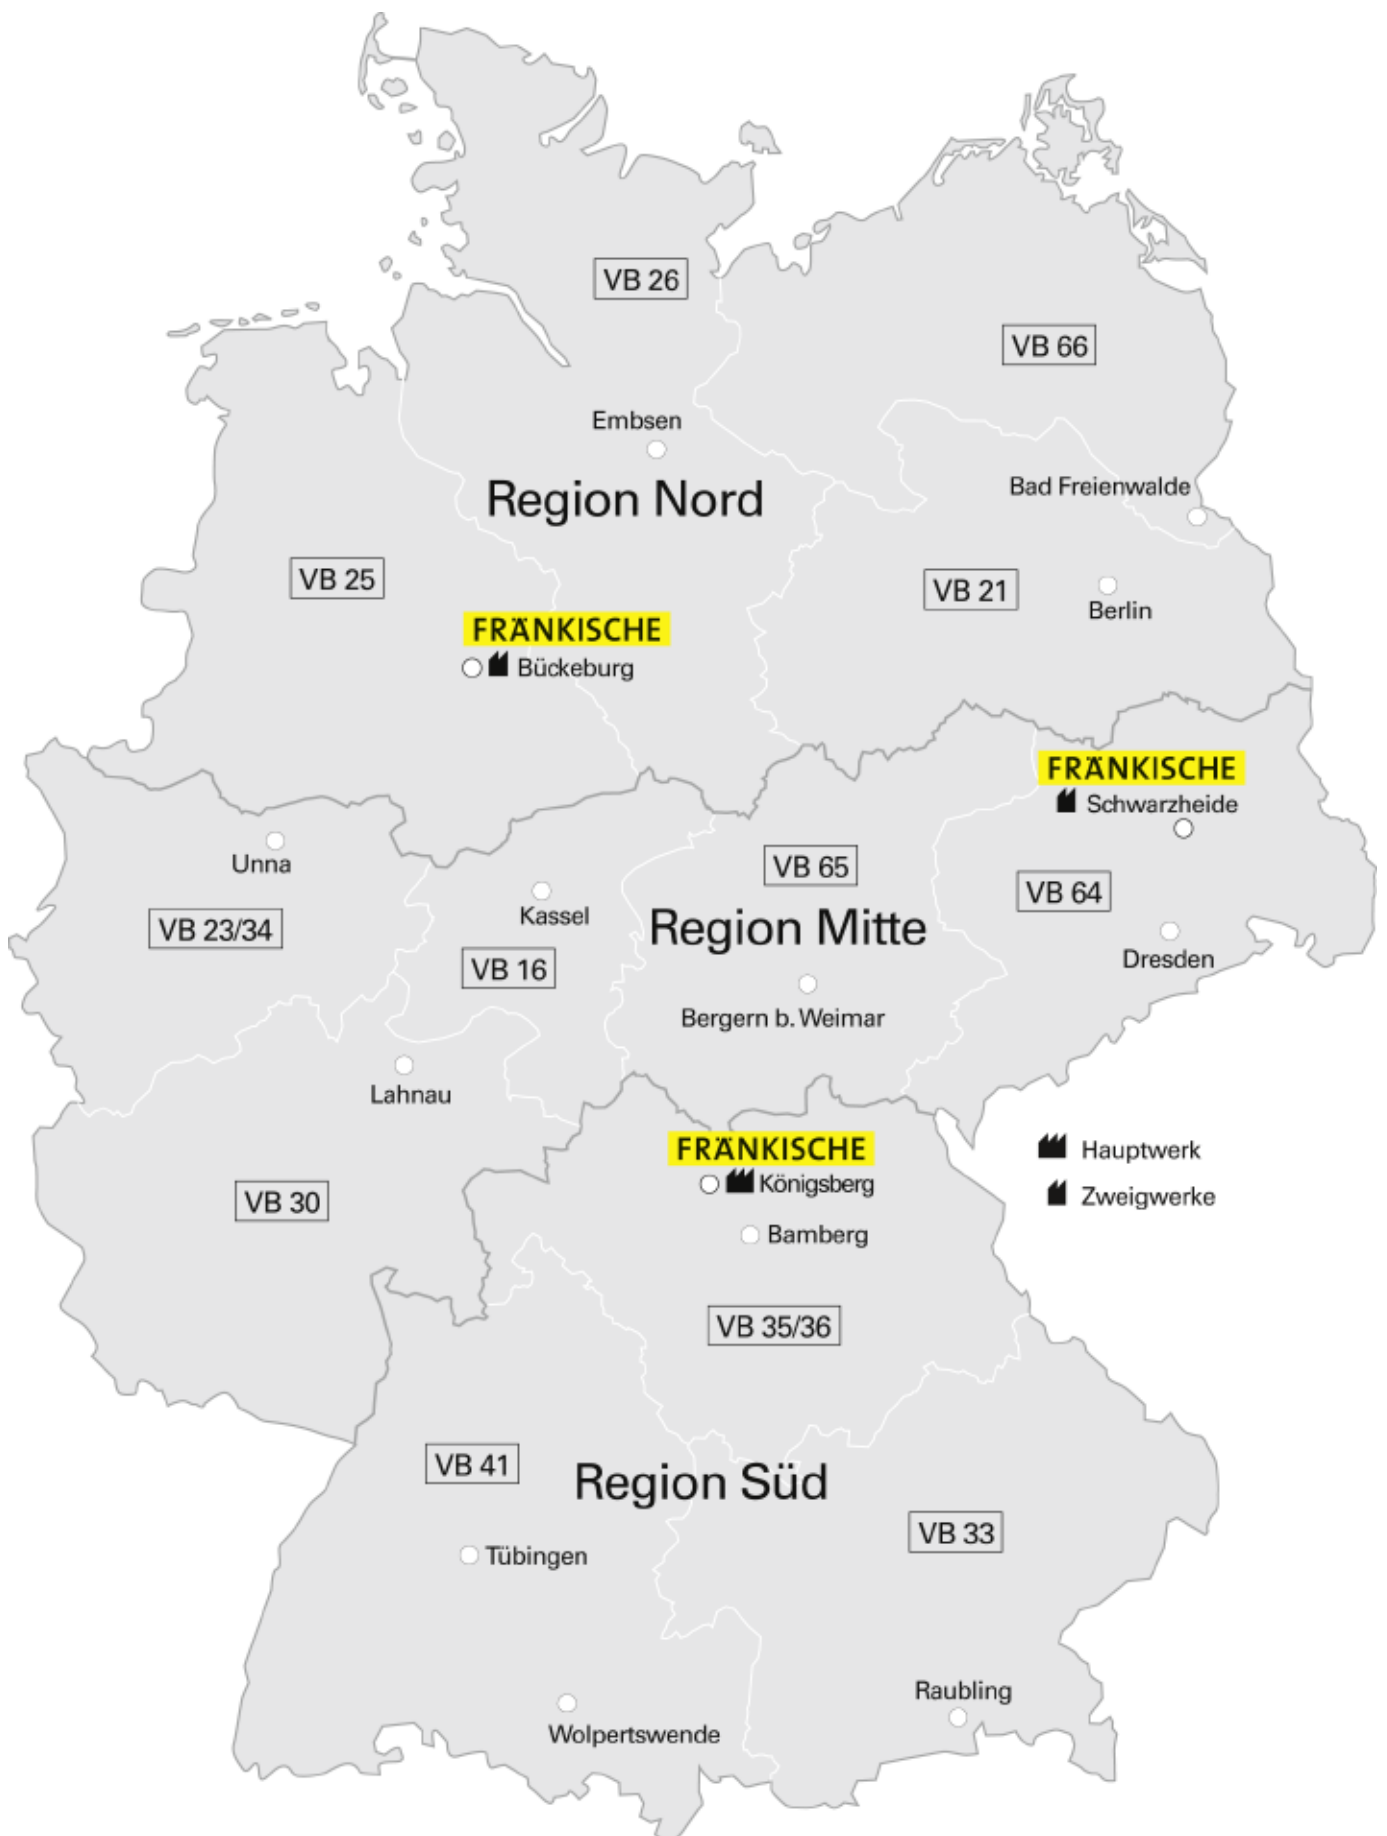 VB 26
VB 66
Embsen
Region Nord
Bad Freienwalde
VB 25
VB 21
Berlin
FRÄNKISCHE
Bückeburg
FRÄNKISCHE
Schwarzheide
Unna
VB 65
VB 64
Kassel
VB 23/34
Region Mitte
VB 16
Dresden
Bergern b. Weimar
Lahnau
FRÄNKISCHE
Königsberg
Hauptwerk
Zweigwerke
VB 30
Bamberg
VB 35/36
VB 41
Region Süd
VB 33
Tübingen
Raubling
Wolpertswende